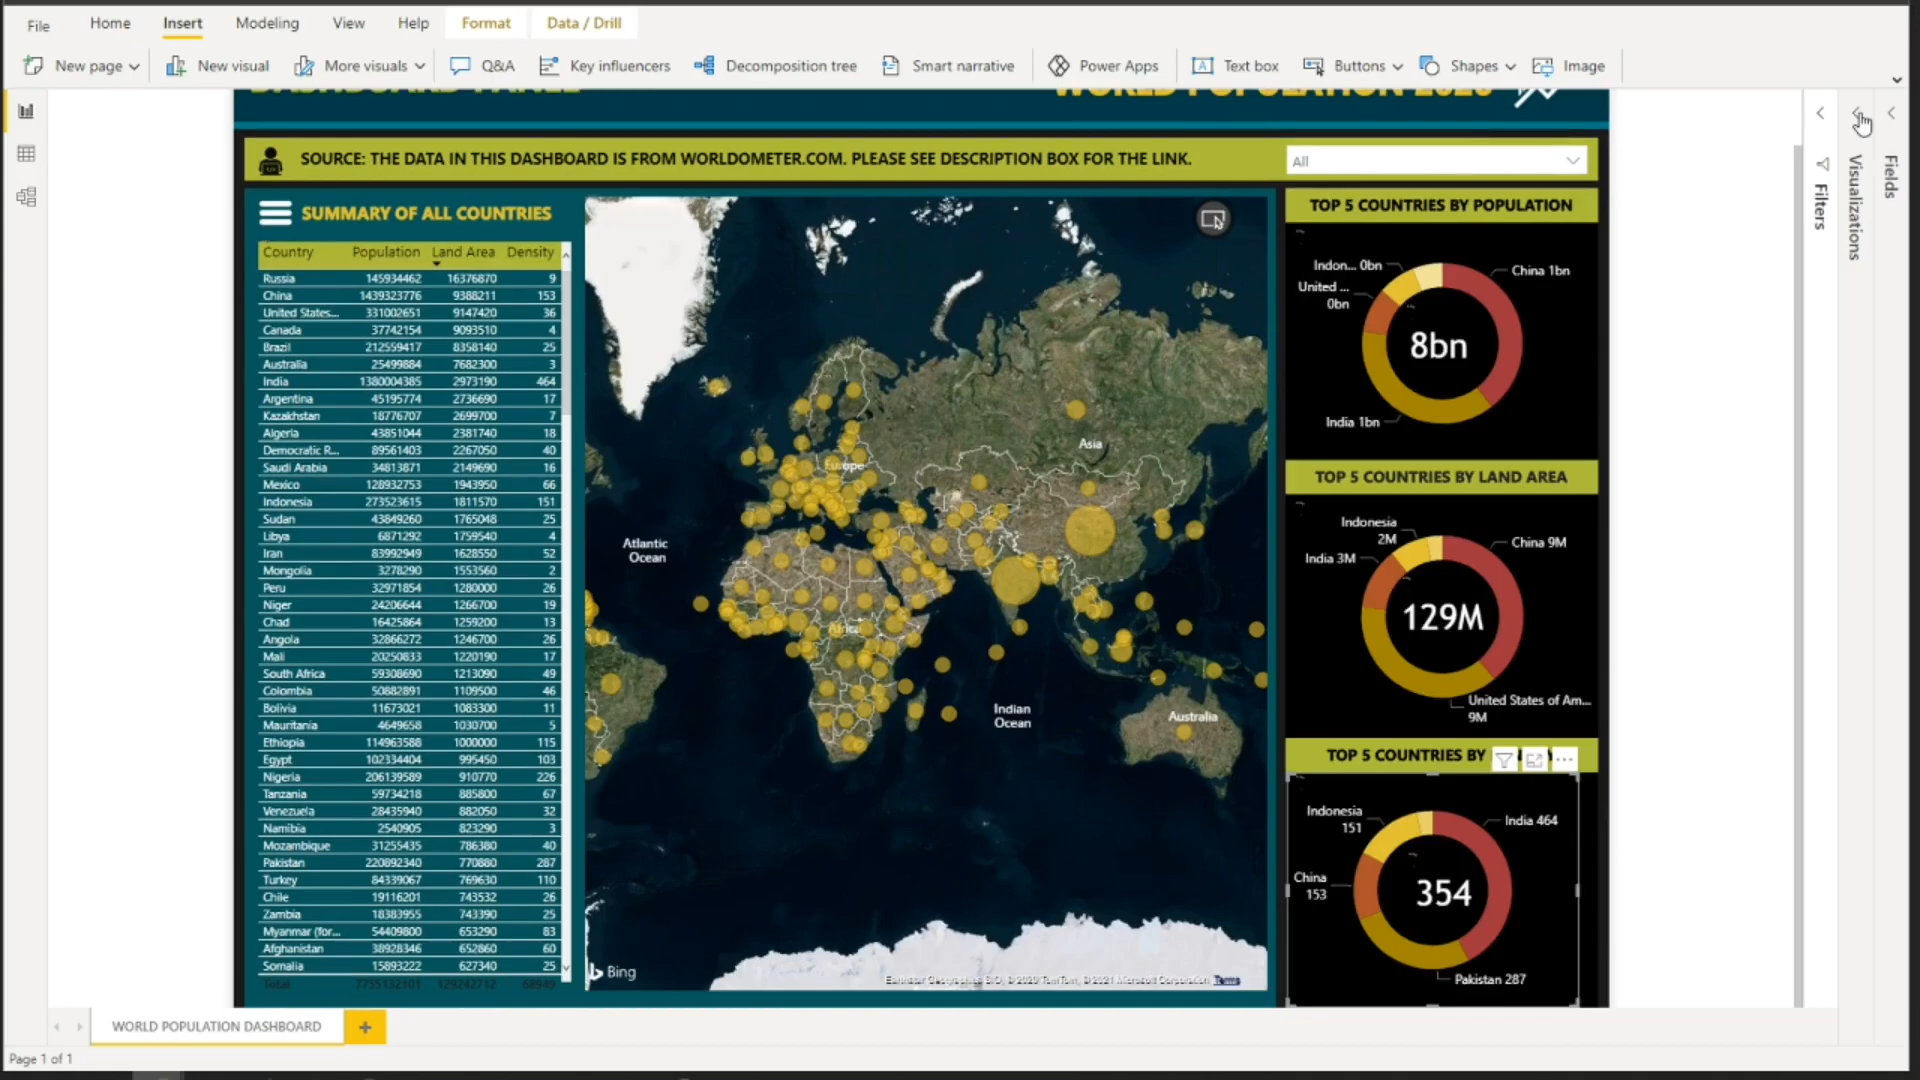 File Home Insert Modeling View Help Format Data / Drill
New page New visual More visuals Q&A Key influencers Decomposition tree Smart narrative Power Apps Text box Buttons Shapes Image
DASHBOARD PANEL
WORLD POPULATION 2020
SOURCE: THE DATA IN THIS DASHBOARD IS FROM WORLDOMETER.COM. PLEASE SEE DESCRIPTION BOX FOR THE LINK.
All
Filters
Visualizations
Fields
SUMMARY OF ALL COUNTRIES
Country Population Land Area Density
Russia 145934462 16376870 9
China 1439323776 9388211 153
United States... 331002651 9147420 36
Canada 37742154 9093510 4
Brazil 212559417 8358140 25
Australia 25499884 7682300 3
India 1380004385 2973190 464
Argentina 45195774 2736690 17
Kazakhstan 18776707 2699700 7
Algeria 43851044 2381740 18
Democratic R... 89561403 2267050 40
Saudi Arabia 34813871 2149690 16
Mexico 128932753 1943950 66
Indonesia 273523615 1811570 151
Sudan 43849260 1765048 25
Libya 6871292 1759540 4
Iran 83992949 1628550 52
Mongolia 3278290 1553560 2
Peru 32971854 1280000 26
Niger 24206644 1266700 19
Chad 16425864 1259200 13
Angola 32866272 1246700 26
Mali 20250833 1220190 17
South Africa 59308690 1213090 49
Colombia 50882891 1109500 46
Bolivia 11673021 1083300 11
Mauritania 4649658 1030700 5
Ethiopia 114963588 1000000 115
Egypt 102334404 995450 103
Nigeria 206139589 910770 226
Tanzania 59734218 885800 67
Venezuela 28435940 882050 32
Namibia 2540905 823290 3
Mozambique 31255435 786380 40
Pakistan 220892340 770880 287
Turkey 84339067 769630 110
Chile 19116201 743532 26
Zambia 18383955 743390 25
Myanmar (for... 54409800 653290 83
Afghanistan 38928346 652860 60
Somalia 15893222 627340 25
Total 7755132101 129242712 68949
Asia
Europe
Atlantic
Ocean
Africa
Indian
Ocean
Australia
Bing
Microsoft Corporation Terms
TOP 5 COUNTRIES BY POPULATION
Indon... 0bn
China 1bn
United ...
0bn
8bn
India 1bn
TOP 5 COUNTRIES BY LAND AREA
Indonesia
2M
China 9M
India 3M
129M
United States of Am...
9M
TOP 5 COUNTRIES BY
Indonesia
151
India 464
China
153
354
Pakistan 287
WORLD POPULATION DASHBOARD
Page 1 of 1